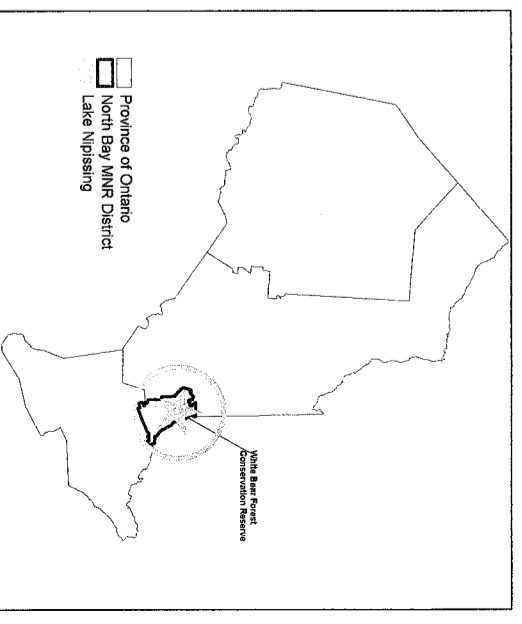 Province of Ontario
North Bay MNR District
Lake Nipissing
White Bear Forest
Conservation Reserve